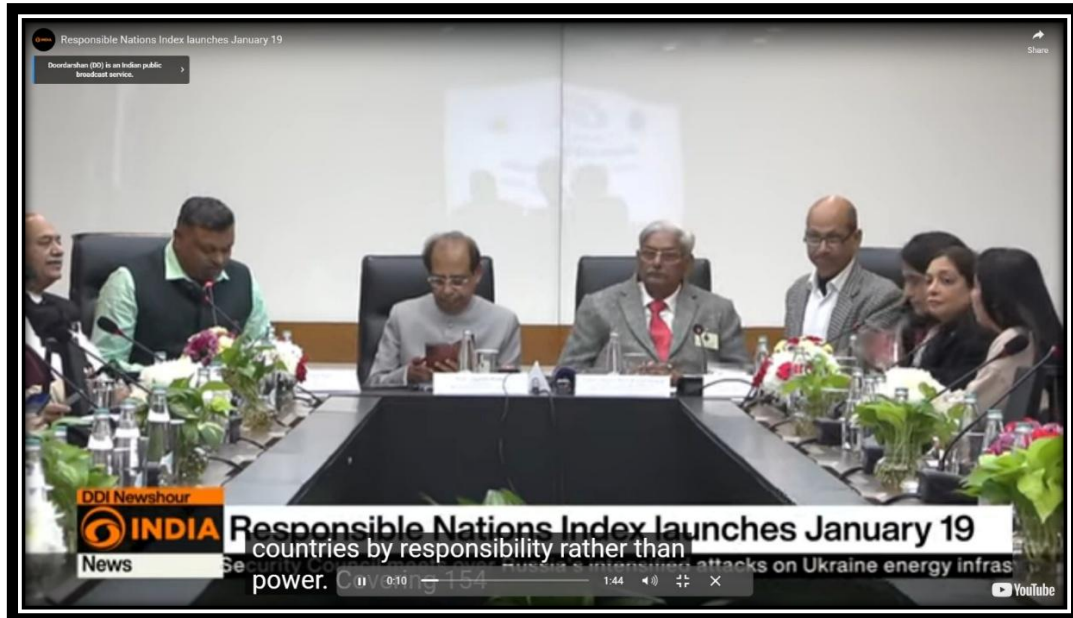 Responsible Nations Index launches January 19
Share
Doordarshan (DD) is an Indian public
broadcast service.
DDI Newshour
INDIA
Responsible Nations Index launches January 19
countries by responsibility rather than
power. Covering 154
News
Security Russia's intensified attacks on Ukraine energy infras
0:10
1:44
YouTube